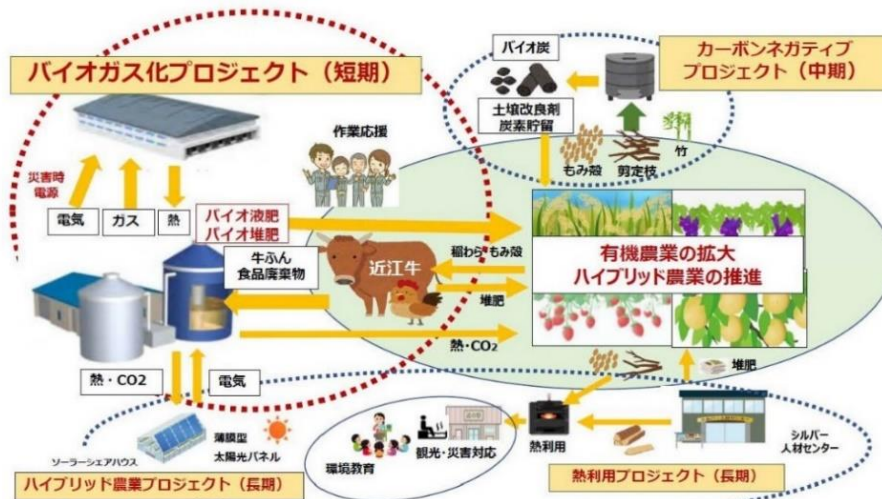 バイオガス化プロジェクト（短期）
カーボンネガティブ
プロジェクト（中期）
バイオ炭
土壌改良剤
炭素貯留
竹
もみ殻
剪定枝
作業応援
災害時
電源
電気
ガス
熱
バイオ液肥
バイオ堆肥
牛ふん
食品廃棄物
近江牛
稲わら もみ殻
堆肥
有機農業の拡大
ハイブリッド農業の推進
熱・CO₂
熱・CO2
電気
堆肥
薄膜型
太陽光パネル
ソーラーシェアハウス
ハイブリッド農業プロジェクト（長期）
環境教育
観光・災害対応
熱利用
シルバー
人材センター
熱利用プロジェクト（長期）